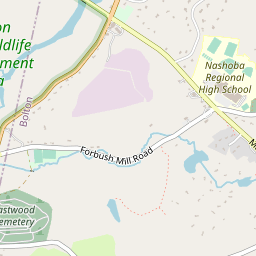 on
ldlife
ment
a
Bolton
Nashoba
Regional
High School
Forbush Mill Road
M
astwood
emetery